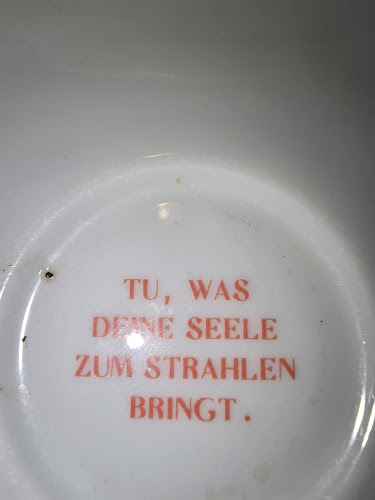 TU, WAS
DEINE SEELE
ZUM STRAHLEN
BRINGT.